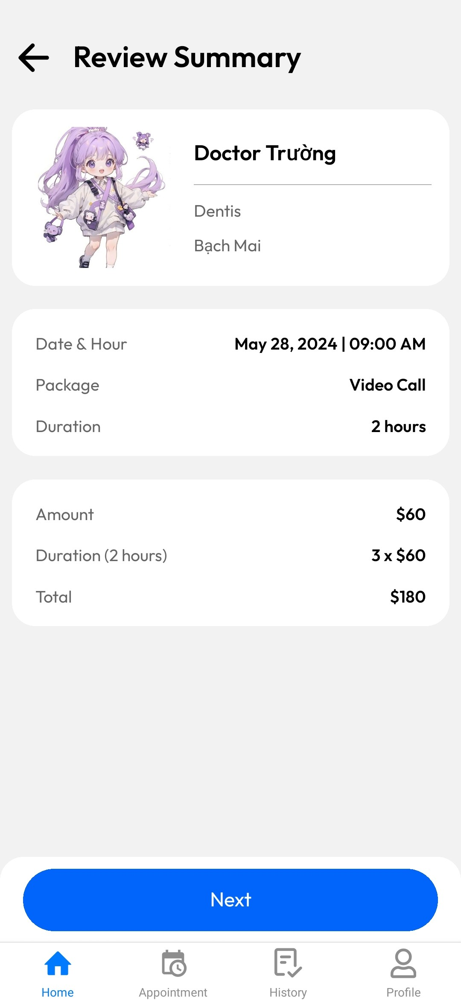 Review Summary
Doctor Trường
Dentis
Bạch Mai
Date & Hour May 28, 2024 | 09:00 AM
Package Video Call
Duration 2 hours
Amount $60
Duration (2 hours) 3 x $60
Total $180
Next
Home Appointment History Profile